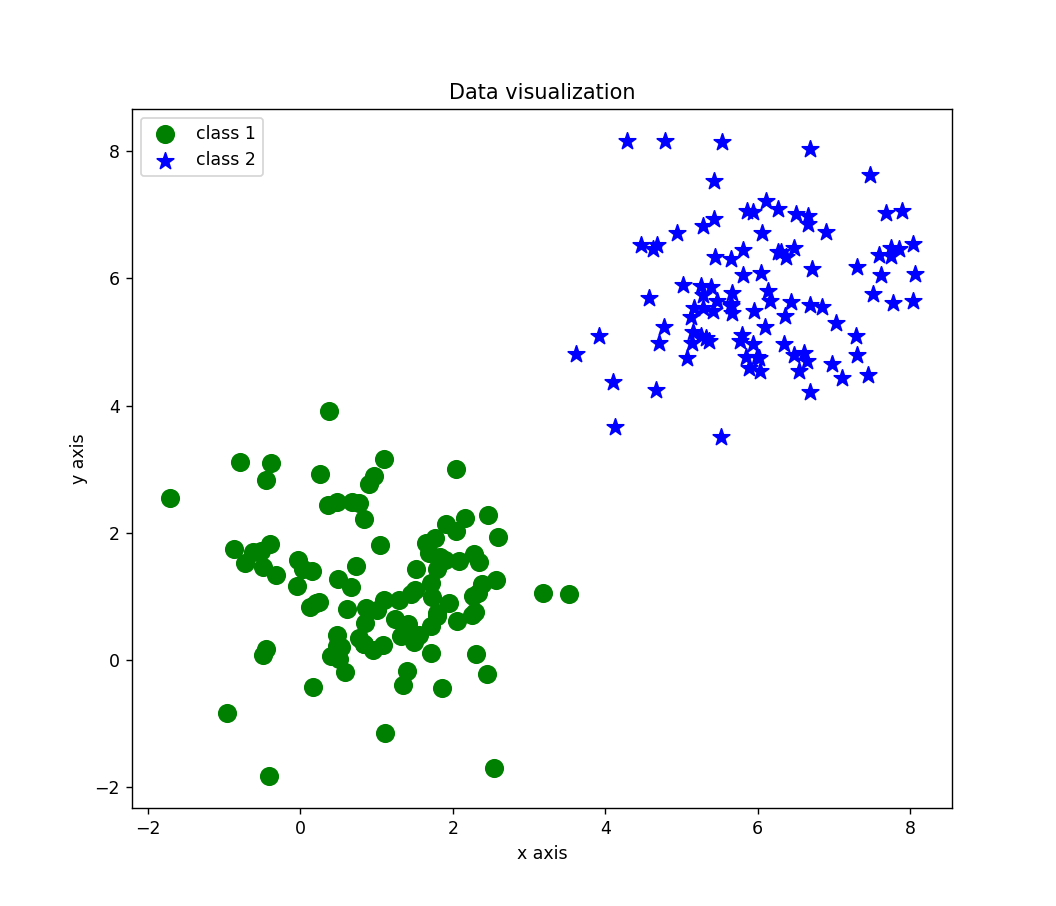 Data visualization
class 1
class 2
8
6
4
2
0
−2
y axis
−2 0 2 4 6 8
x axis